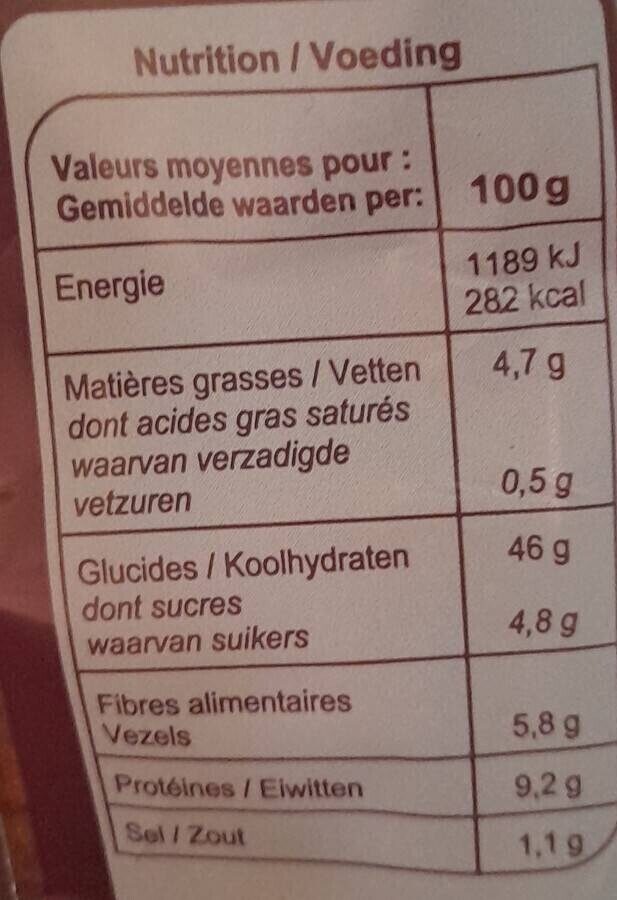 Nutrition / Voeding
Valeurs moyennes pour :
Gemiddelde waarden per: 100 g
Energie 1189 kJ
282 kcal
Matières grasses / Vetten 4,7 g
dont acides gras saturés
waarvan verzadigde
vetzuren 0,5 g
Glucides / Koolhydraten 46 g
dont sucres
waarvan suikers 4,8 g
Fibres alimentaires
Vezels 5,8 g
Protéines / Eiwitten 9,2 g
Sel / Zout 1,1 g